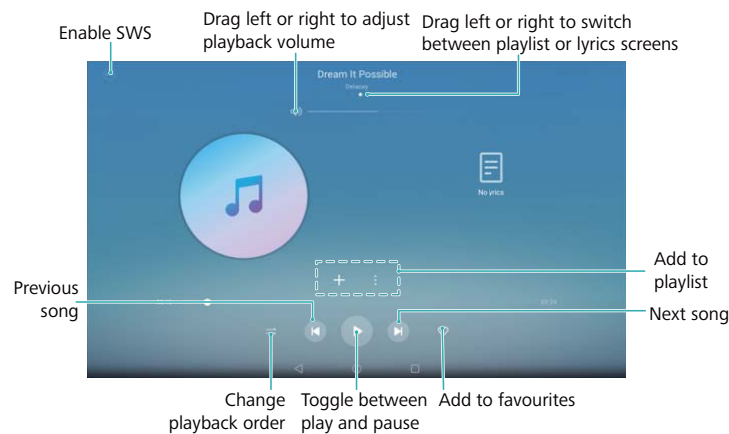 Enable SWS
Drag left or right to adjust
playback volume
Drag left or right to switch
between playlist or lyrics screens
Dream It Possible
Delacey
No lyrics
Add to
playlist
Previous
song
Next song
Change
playback order
Toggle between
play and pause
Add to favourites